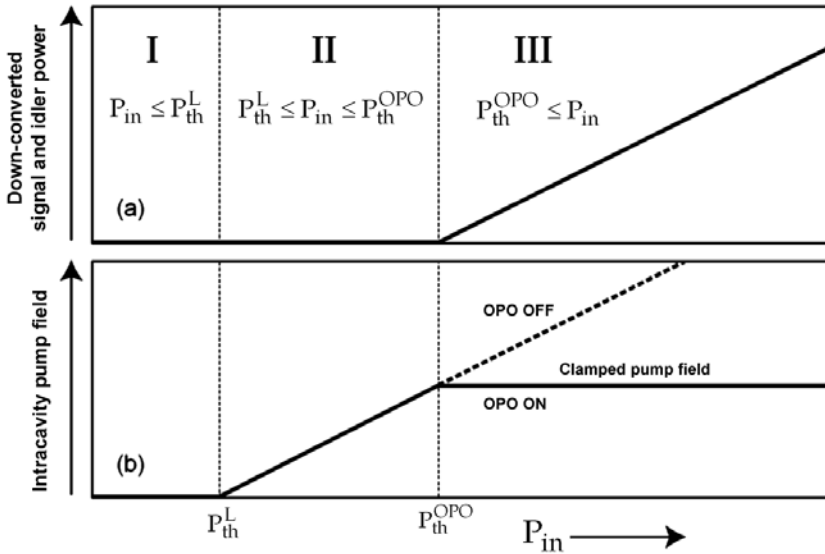 Down-converted
signal and idler power
I II III
P_in ≤ P_th^L P_th^L ≤ P_in ≤ P_th^OPO P_th^OPO ≤ P_in
(a)
Intracavity pump field
OPO OFF
Clamped pump field
OPO ON
(b)
P_th^L P_th^OPO P_in